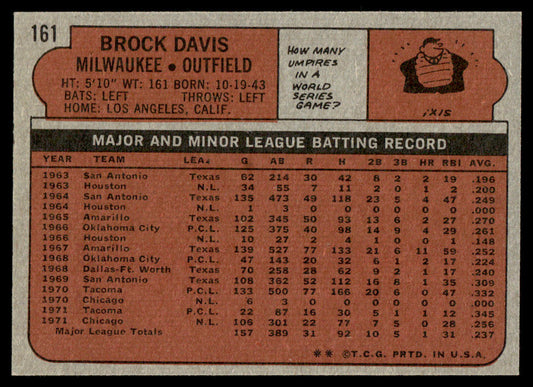 161
BROCK DAVIS
MILWAUKEE • OUTFIELD
HT: 5'10" WT: 161 BORN: 10-19-43
BATS: LEFT THROWS: LEFT
HOME: LOS ANGELES, CALIF.
HOW MANY
UMPIRES
IN A
WORLD
SERIES
GAME?
¡XIS
MAJOR AND MINOR LEAGUE BATTING RECORD
YEAR TEAM LEA. G AB R H 2B 3B HR RBI AVG.
1963 San Antonio Texas 62 214 30 42 8 2 2 19 .196
1963 Houston N.L. 34 55 7 11 2 0 1 2 .200
1964 San Antonio Texas 135 473 49 118 23 5 4 47 .249
1964 Houston N.L. 1 3 0 0 0 0 0 0 .000
1965 Amarillo Texas 102 345 50 93 13 6 2 27 .270
1966 Oklahoma City P.C.L. 125 375 40 98 14 9 4 29 .261
1966 Houston N.L. 10 27 2 4 1 0 0 1 .148
1967 Amarillo Texas 139 527 77 133 21 6 11 59 .252
1968 Oklahoma City P.C.L. 61 210 21 47 6 2 2 17 .224
1968 Dallas-Ft. Worth Texas 70 258 28 62 9 2 1 17 .240
1969 San Antonio Texas 108 362 52 112 15 8 1 35 .309
1970 Tacoma P.C.L. 133 500 77 166 20 6 0 47 .332
1970 Chicago N.L. 6 3 0 0 0 0 0 0 .000
1971 Tacoma P.C.L. 22 87 16 30 2 5 1 12 .345
1971 Chicago N.L. 106 301 22 77 7 5 0 28 .256
Major League Totals 157 389 31 92 10 5 1 31 .237
** © T.C.G. PRTD. IN U.S.A.